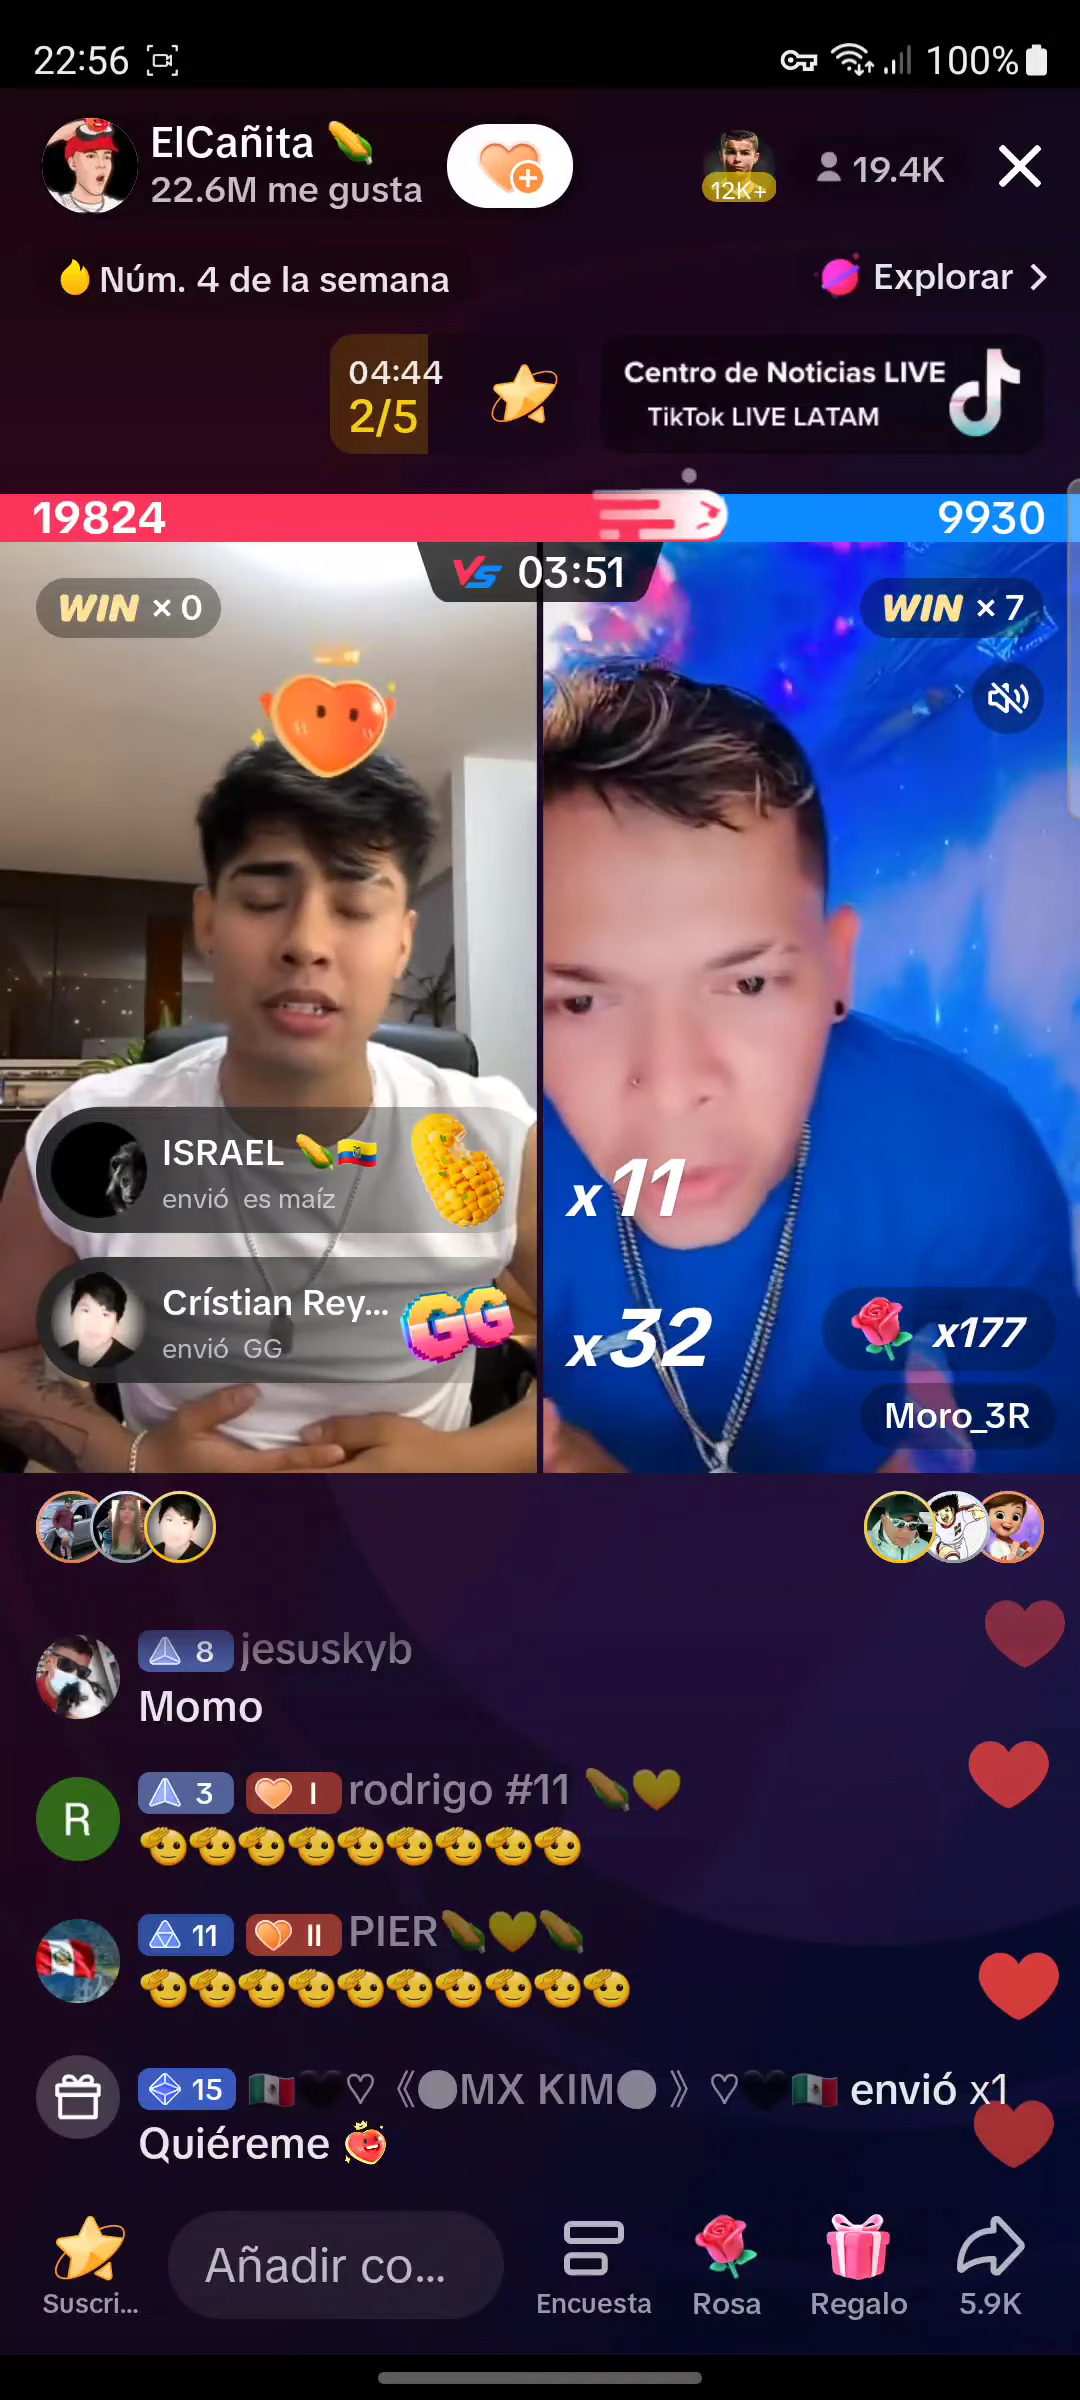 22:56
100%
ElCañita 🌽
22.6M me gusta
12K+
19.4K
Núm. 4 de la semana
Explorar >
04:44
2/5
Centro de Noticias LIVE
TikTok LIVE LATAM
19824
9930
VS 03:51
WIN × 0
WIN × 7
ISRAEL 🌽🇪🇨
envió es maíz
x11
Crístian Rey...
envió GG
GG
x32
x177
Moro_3R
8 jesuskyb
Momo
R
3 I rodrigo #11 🌽💛
🫡🫡🫡🫡🫡🫡🫡🫡🫡
11 II PIER🌽💛🌽
🫡🫡🫡🫡🫡🫡🫡🫡🫡🫡
15 🇲🇽🖤♡《⚪MX KIM⚪》♡🖤🇲🇽 envió x1
Quiéreme
Suscri...
Añadir co...
Encuesta
Rosa
Regalo
5.9K